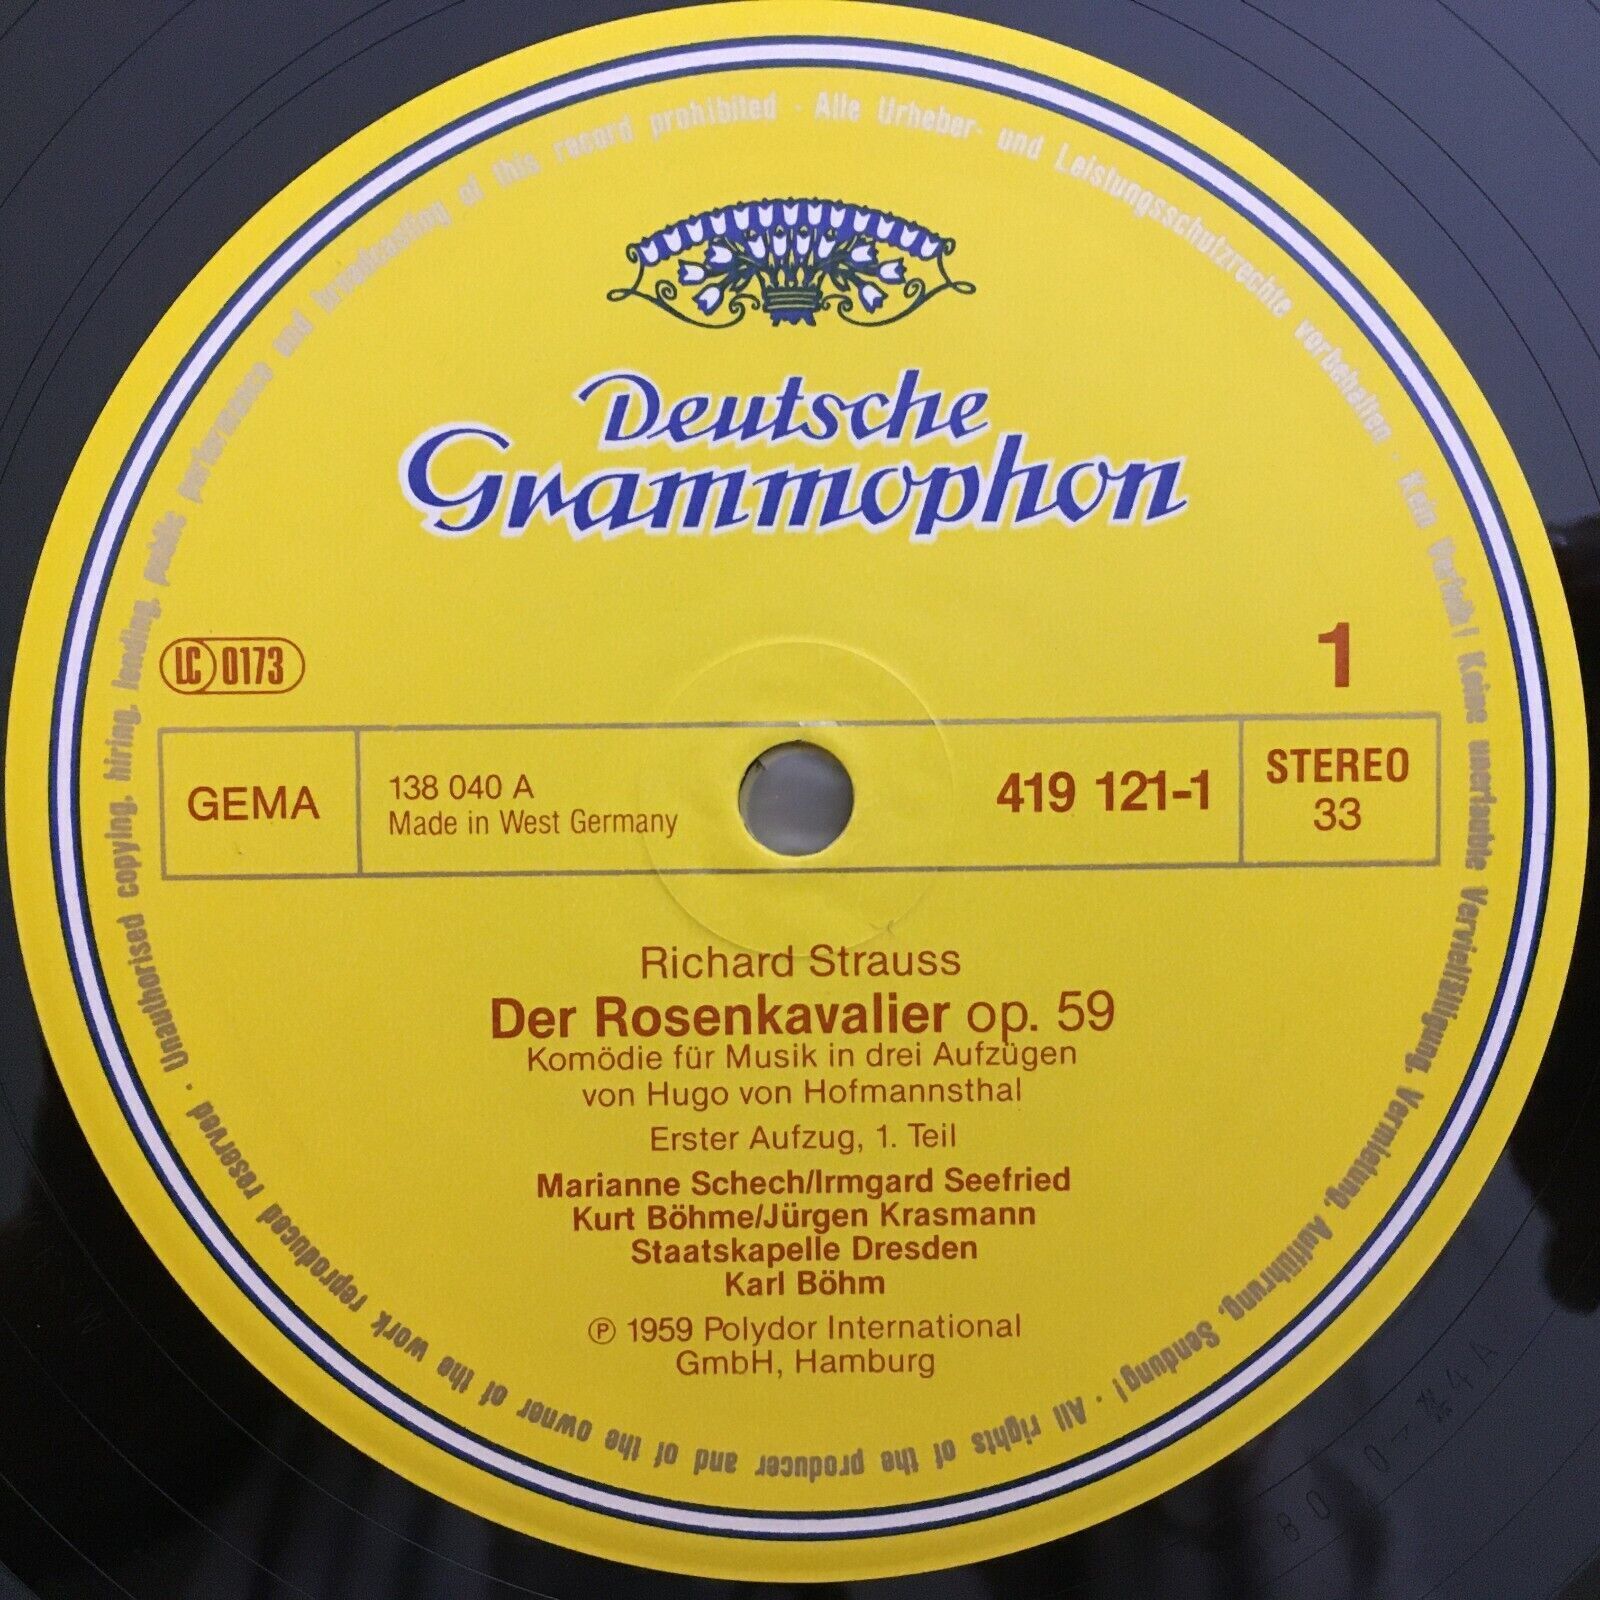 Deutsche
Grammophon
LC 0173
1
GEMA
138 040 A
Made in West Germany
419 121-1
STEREO
33
Richard Strauss
Der Rosenkavalier op. 59
Komödie für Musik in drei Aufzügen
von Hugo von Hofmannsthal
Erster Aufzug, 1. Teil
Marianne Schech/Irmgard Seefried
Kurt Böhme/Jürgen Krasmann
Staatskapelle Dresden
Karl Böhm
℗ 1959 Polydor International
GmbH, Hamburg
Alle Urheber- und Leistungsschutzrechte vorbehalten · Kein Verleih! Keine unerlaubte Vervielfältigung, Vermietung, Aufführung, Sendung! · All rights of the producer and of the owner of the work reproduced reserved · Unauthorised copying, hiring, lending, public performance and broadcasting of this record prohibited ·